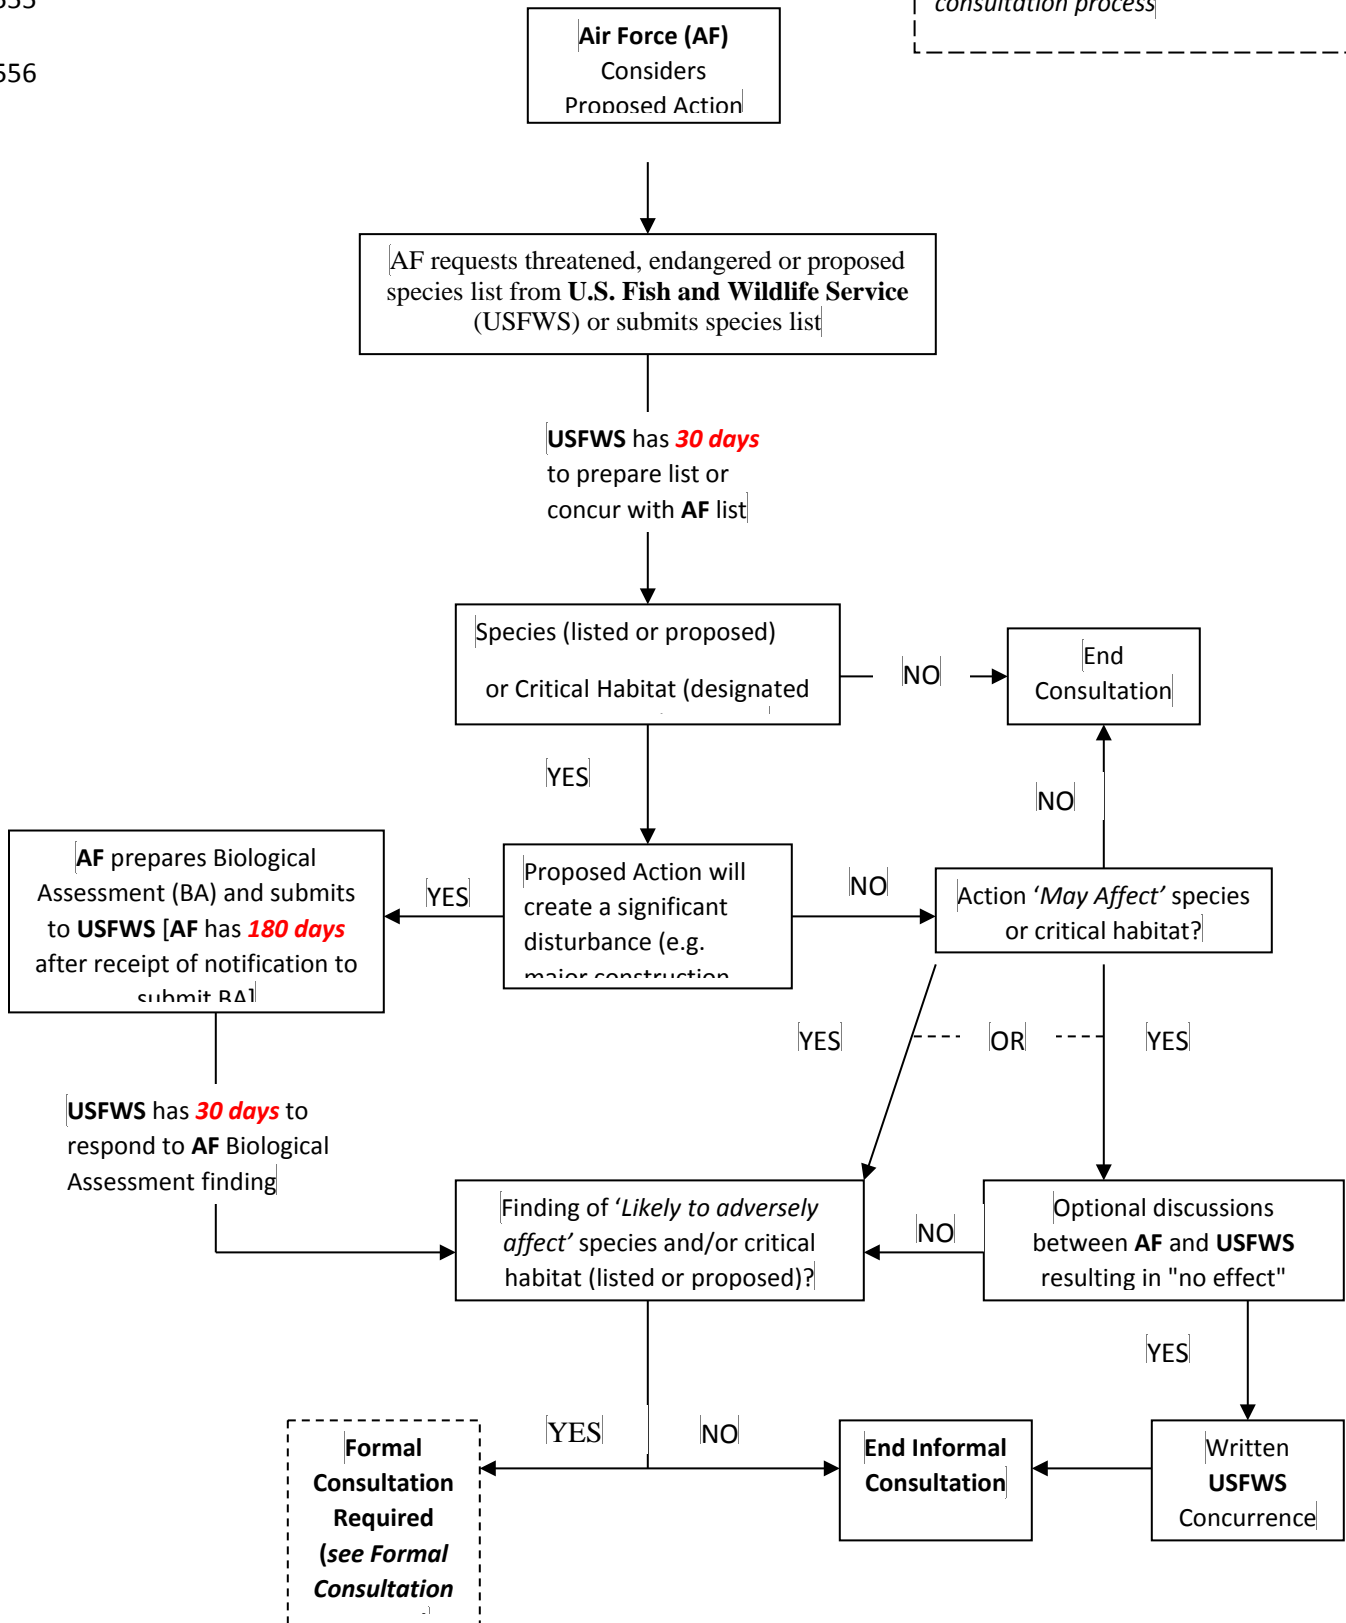 556
consultation process
Air Force (AF)
Considers
Proposed Action
AF requests threatened, endangered or proposed
species list from U.S. Fish and Wildlife Service
(USFWS) or submits species list
USFWS has 30 days
to prepare list or
concur with AF list
Species (listed or proposed)
or Critical Habitat (designated
NO
End
Consultation
YES
NO
AF prepares Biological
Assessment (BA) and submits
to USFWS [AF has 180 days
after receipt of notification to
submit BA]
YES
Proposed Action will
create a significant
disturbance (e.g.
major construction
NO
Action ‘May Affect’ species
or critical habitat?
YES
OR
YES
USFWS has 30 days to
respond to AF Biological
Assessment finding
Finding of ‘Likely to adversely
affect’ species and/or critical
habitat (listed or proposed)?
NO
Optional discussions
between AF and USFWS
resulting in "no effect"
YES
YES
NO
Formal
Consultation
Required
(see Formal
Consultation
End Informal
Consultation
Written
USFWS
Concurrence